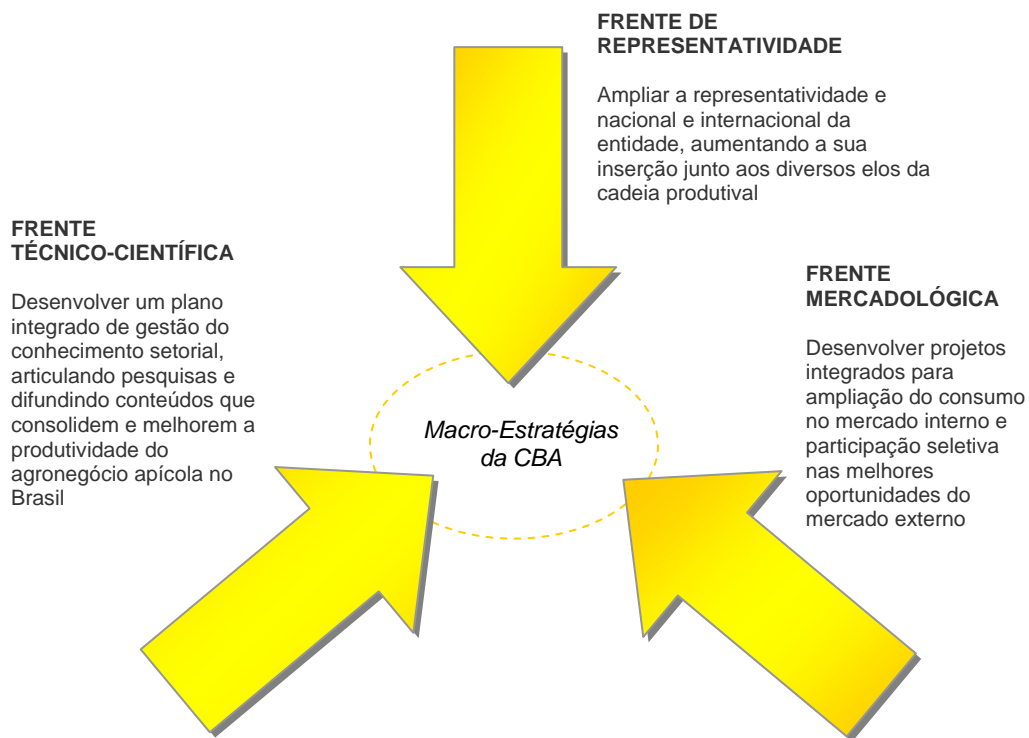 FRENTE DE
REPRESENTATIVIDADE
Ampliar a representatividade e
nacional e internacional da
entidade, aumentando a sua
inserção junto aos diversos elos da
cadeia produtival
FRENTE
TÉCNICO-CIENTÍFICA
Desenvolver um plano
integrado de gestão do
conhecimento setorial,
articulando pesquisas e
difundindo conteúdos que
consolidem e melhorem a
produtividade do
agronegócio apícola no
Brasil
FRENTE
MERCADOLÓGICA
Desenvolver projetos
integrados para
ampliação do consumo
no mercado interno e
participação seletiva
nas melhores
oportunidades do
mercado externo
Macro-Estratégias
da CBA